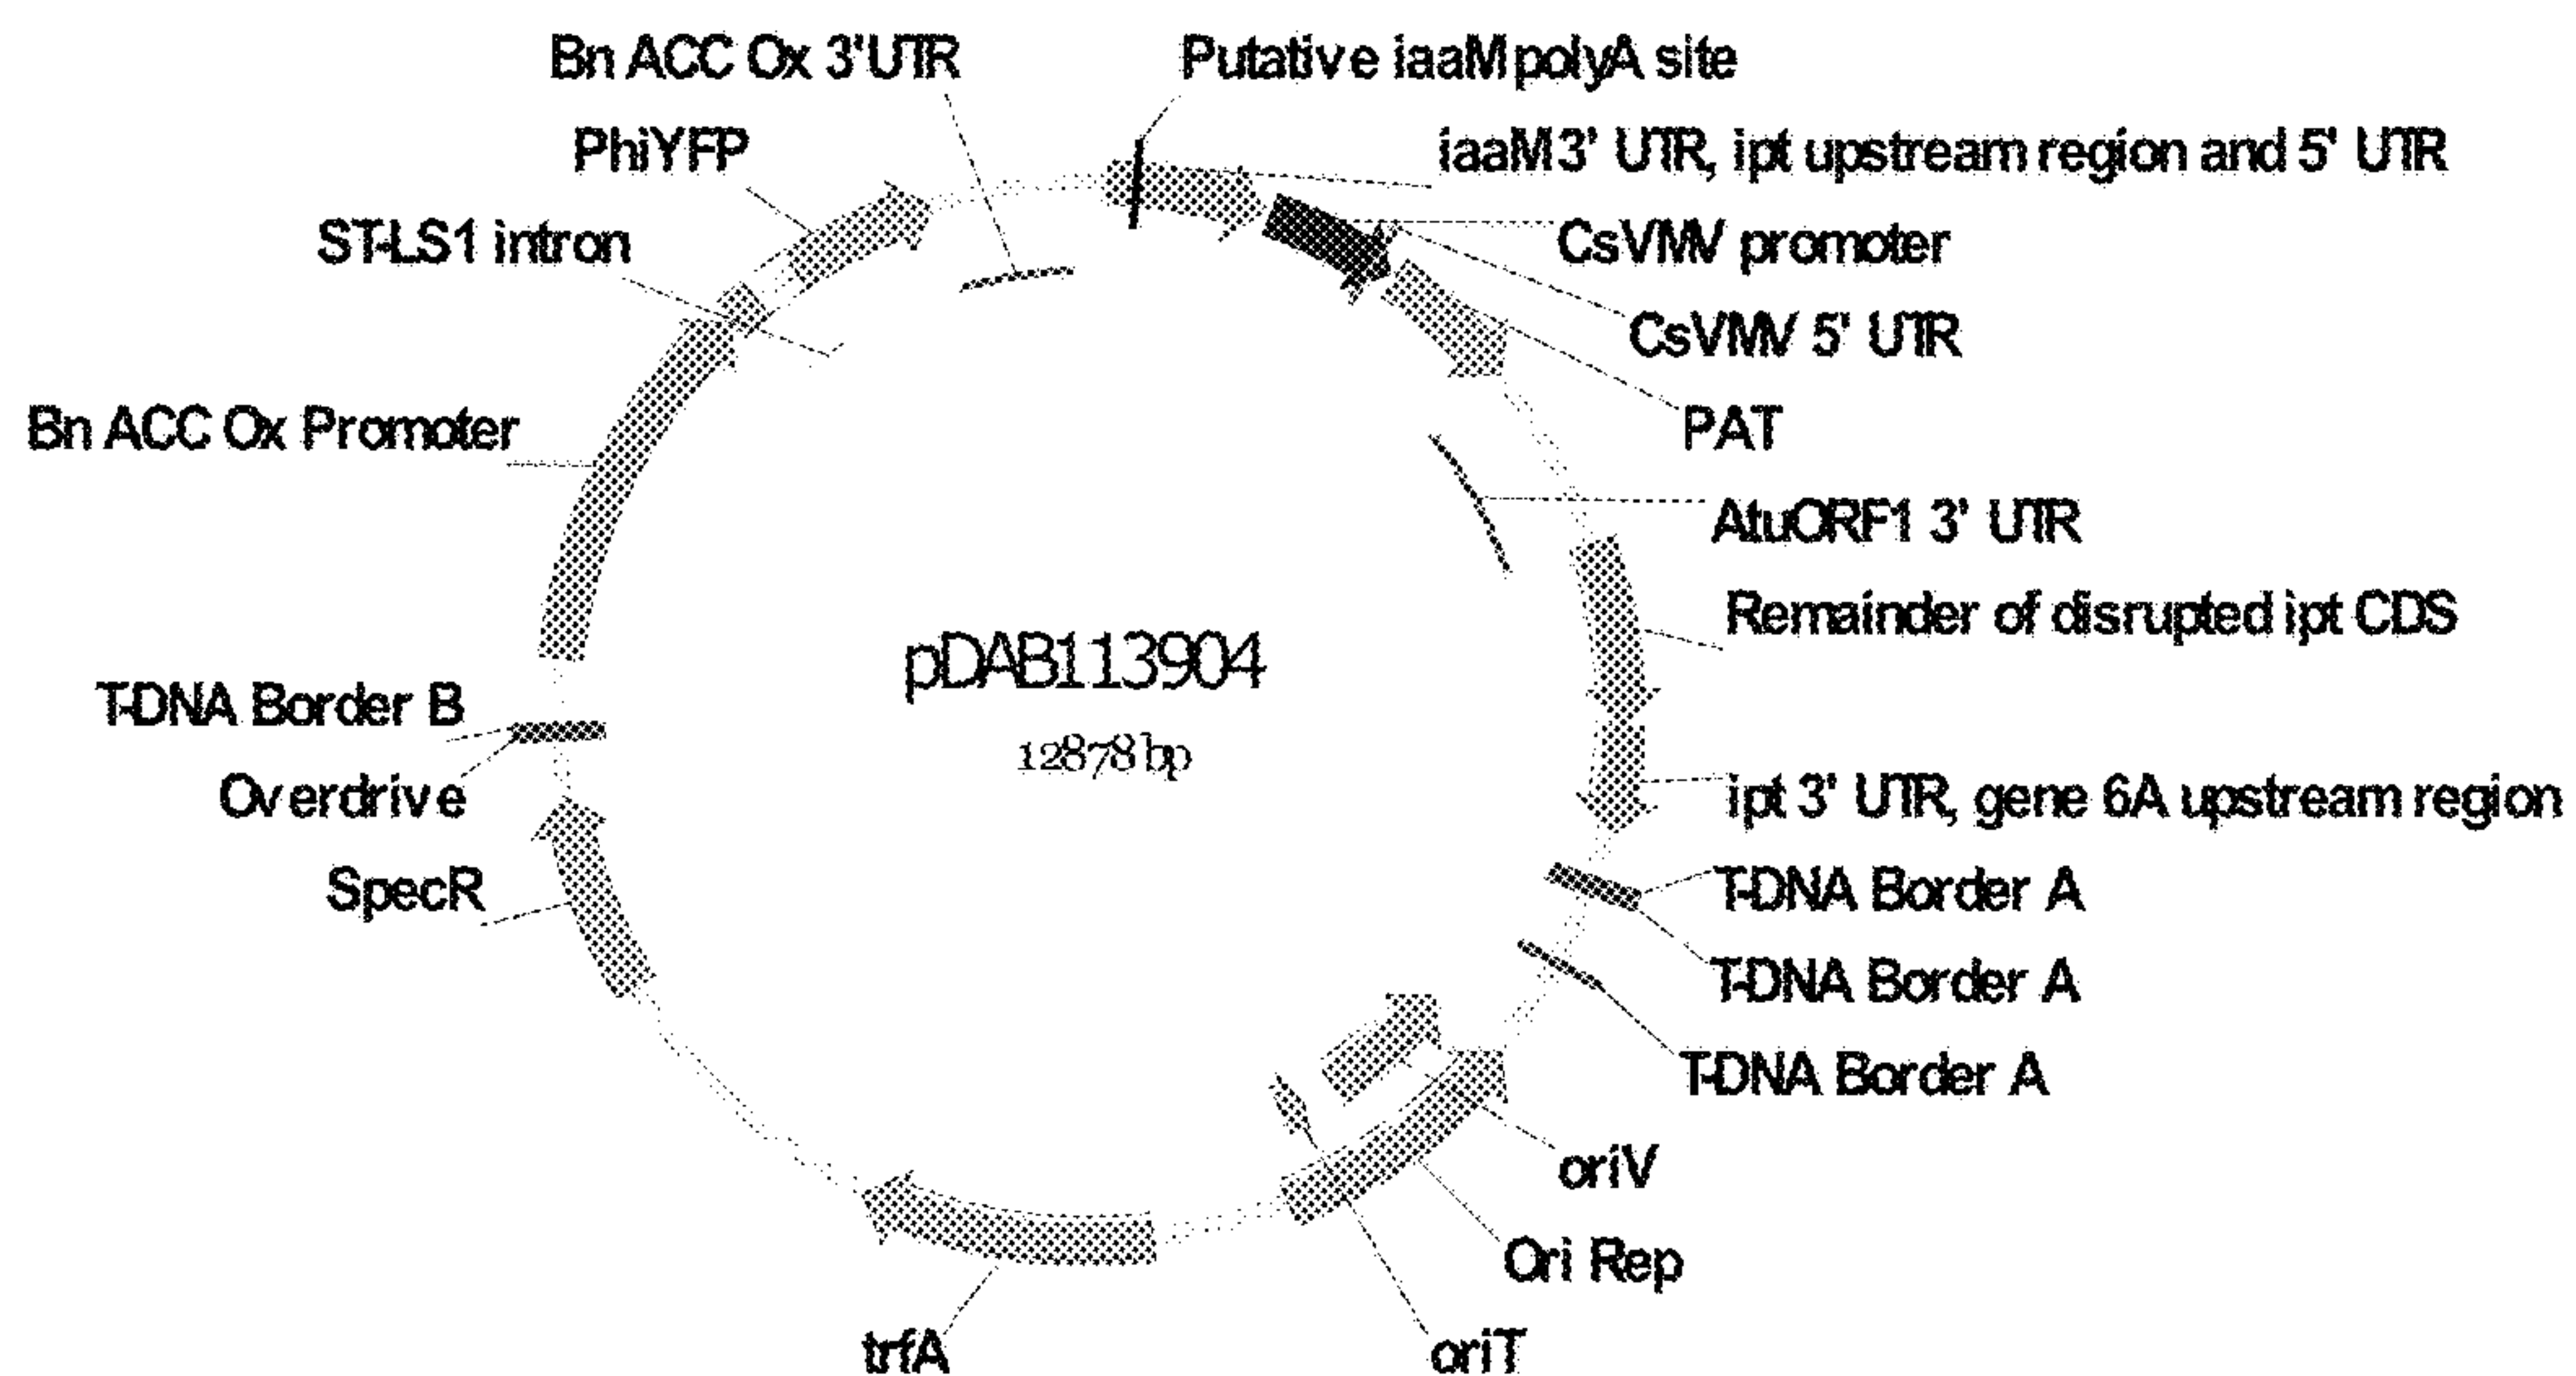 Bn ACC Ox 3'UTR
Putative iaaM polyA site
PhiYFP
iaaM 3' UTR, ipt upstream region and 5' UTR
ST-LS1 intron
CsVMV promoter
CsVMV 5' UTR
Bn ACC Ox Promoter
PAT
AtuORF1 3' UTR
Remainder of disrupted ipt CDS
pDAB113904
12878 bp
T-DNA Border B
Overdrive
ipt 3' UTR, gene 6A upstream region
SpecR
T-DNA Border A
T-DNA Border A
T-DNA Border A
oriV
Ori Rep
trfA
oriT